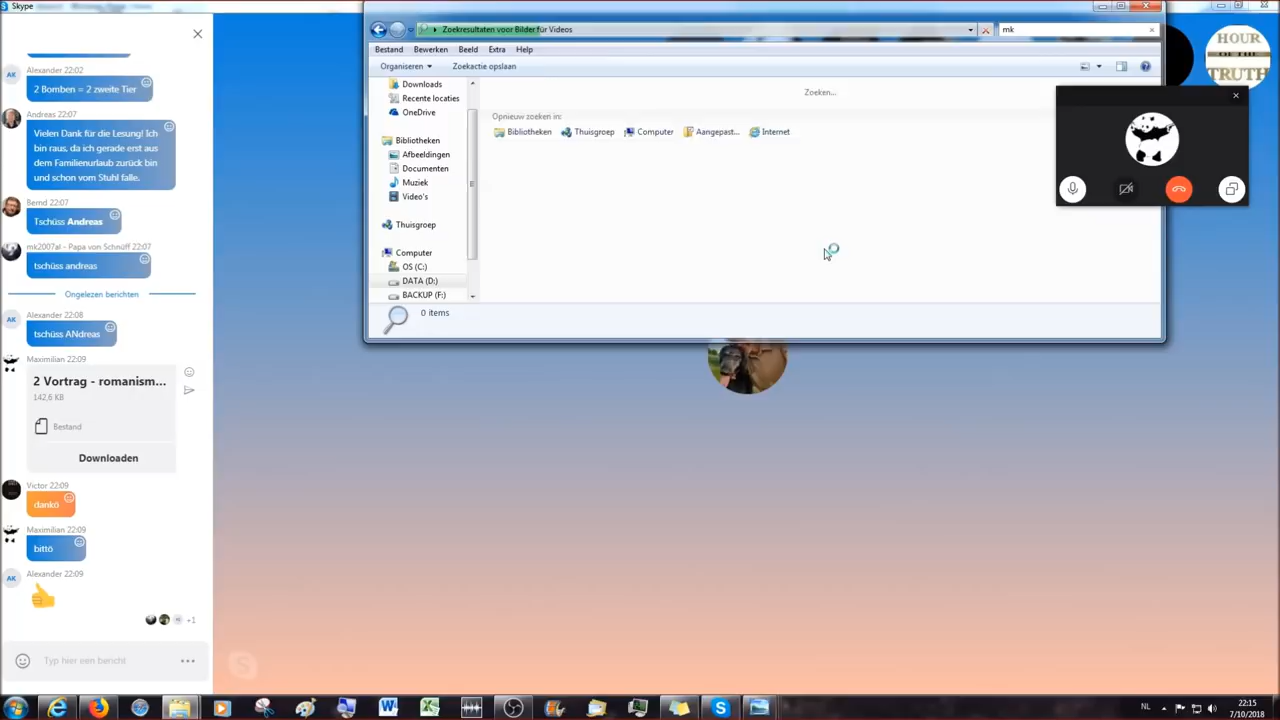 Skype
Alexander 22:02
AK
2 Bomben = 2 zweite Tier
Andreas 22:07
Vielen Dank für die Lesung! Ich
bin raus, da ich gerade erst aus
dem Familienurlaub zurück bin
und schon vom Stuhl falle.
Bernd 22:07
Tschüss Andreas
mk2007al - Papa von Schnüff 22:07
tschüss andreas
Ongelezen berichten
Alexander 22:08
AK
tschüss ANdreas
Maximilian 22:09
2 Vortrag - romanism...
142,6 KB
Bestand
Downloaden
Victor 22:09
dankö
Maximilian 22:09
bittö
Alexander 22:09
AK
+1
Typ hier een bericht
Zoekresultaten voor Bilder für Videos
mk
Bestand Bewerken Beeld Extra Help
Organiseren Zoekactie opslaan
Downloads
Recente locaties
OneDrive
Bibliotheken
Afbeeldingen
Documenten
Muziek
Video's
Thuisgroep
Computer
OS (C:)
DATA (D:)
BACKUP (F:)
Zoeken...
Opnieuw zoeken in:
Bibliotheken Thuisgroep Computer Aangepast... Internet
0 items
HOUR
OF THE
TRUTH
NL
22:15
7/10/2018